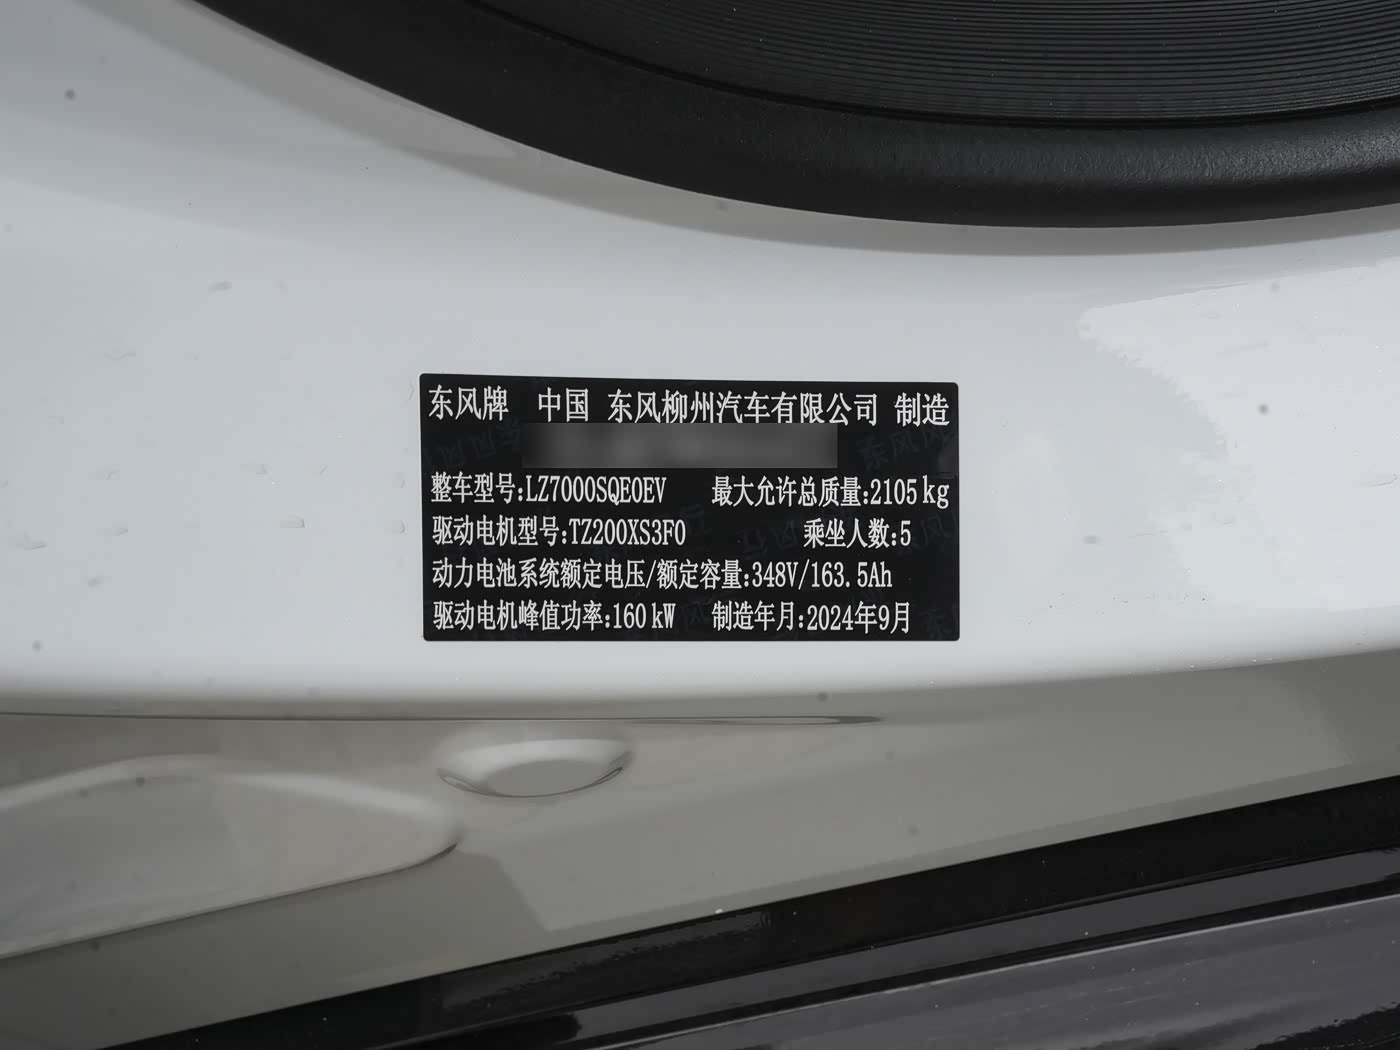 东风牌 中国 东风柳州汽车有限公司 制造
整车型号:LZ7000SQE0EV 最大允许总质量:2105kg
驱动电机型号:TZ200XS3F0 乘坐人数:5
动力电池系统额定电压/额定容量:348V/163.5Ah
驱动电机峰值功率:160kW 制造年月:2024年9月